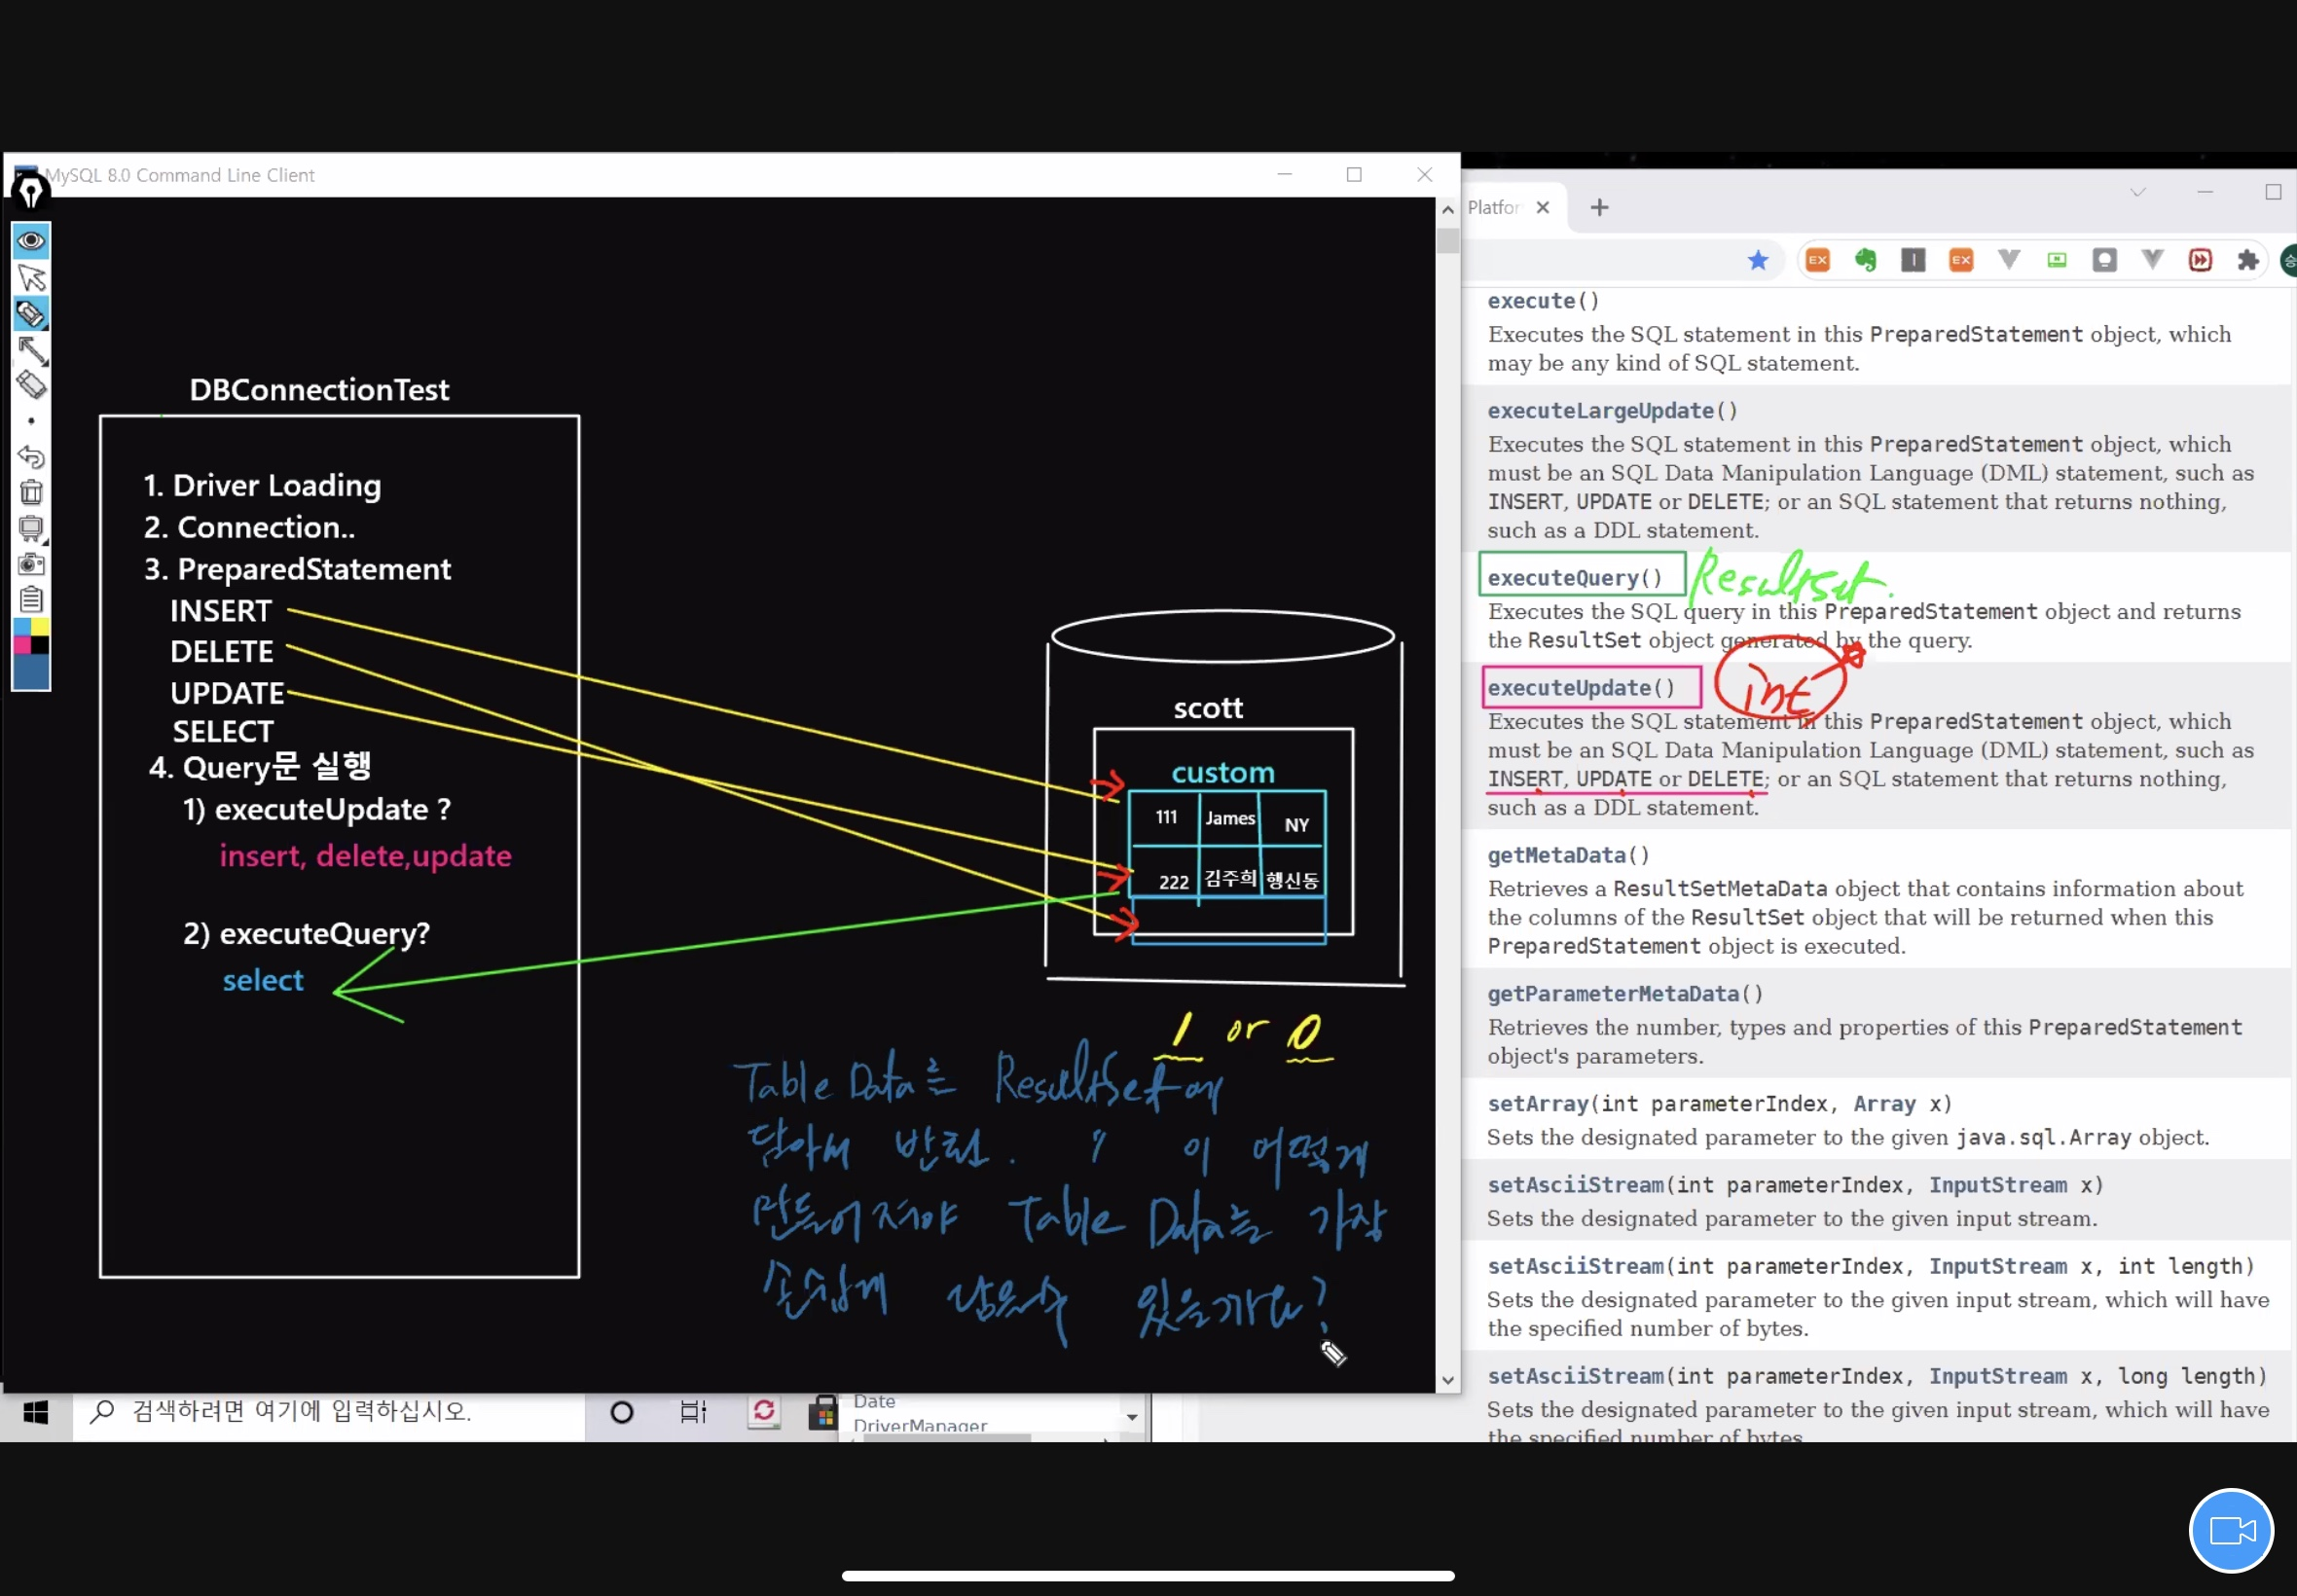 MySQL 8.0 Command Line Client
DBConnectionTest
1. Driver Loading
2. Connection..
3. PreparedStatement
INSERT
DELETE
UPDATE
SELECT
4. Query문 실행
1) executeUpdate ?
insert, delete,update
2) executeQuery?
select
scott
custom
111 James NY
222 김주희 행신동
1 or 0
Table Data는 ResultSet에
담아서 반환. 〃 이 어떻게
만들어져야 Table Data를 가장
손쉽게 담을수 있을까요?
Platfor
execute()
Executes the SQL statement in this PreparedStatement object, which
may be any kind of SQL statement.
executeLargeUpdate()
Executes the SQL statement in this PreparedStatement object, which
must be an SQL Data Manipulation Language (DML) statement, such as
INSERT, UPDATE or DELETE; or an SQL statement that returns nothing,
such as a DDL statement.
executeQuery() Resultset.
Executes the SQL query in this PreparedStatement object and returns
the ResultSet object generated by the query.
executeUpdate() int
Executes the SQL statement in this PreparedStatement object, which
must be an SQL Data Manipulation Language (DML) statement, such as
INSERT, UPDATE or DELETE; or an SQL statement that returns nothing,
such as a DDL statement.
getMetaData()
Retrieves a ResultSetMetaData object that contains information about
the columns of the ResultSet object that will be returned when this
PreparedStatement object is executed.
getParameterMetaData()
Retrieves the number, types and properties of this PreparedStatement
object's parameters.
setArray(int parameterIndex, Array x)
Sets the designated parameter to the given java.sql.Array object.
setAsciiStream(int parameterIndex, InputStream x)
Sets the designated parameter to the given input stream.
setAsciiStream(int parameterIndex, InputStream x, int length)
Sets the designated parameter to the given input stream, which will have
the specified number of bytes.
setAsciiStream(int parameterIndex, InputStream x, long length)
Sets the designated parameter to the given input stream, which will have
the specified number of bytes
검색하려면 여기에 입력하십시오.
Date
DriverManager